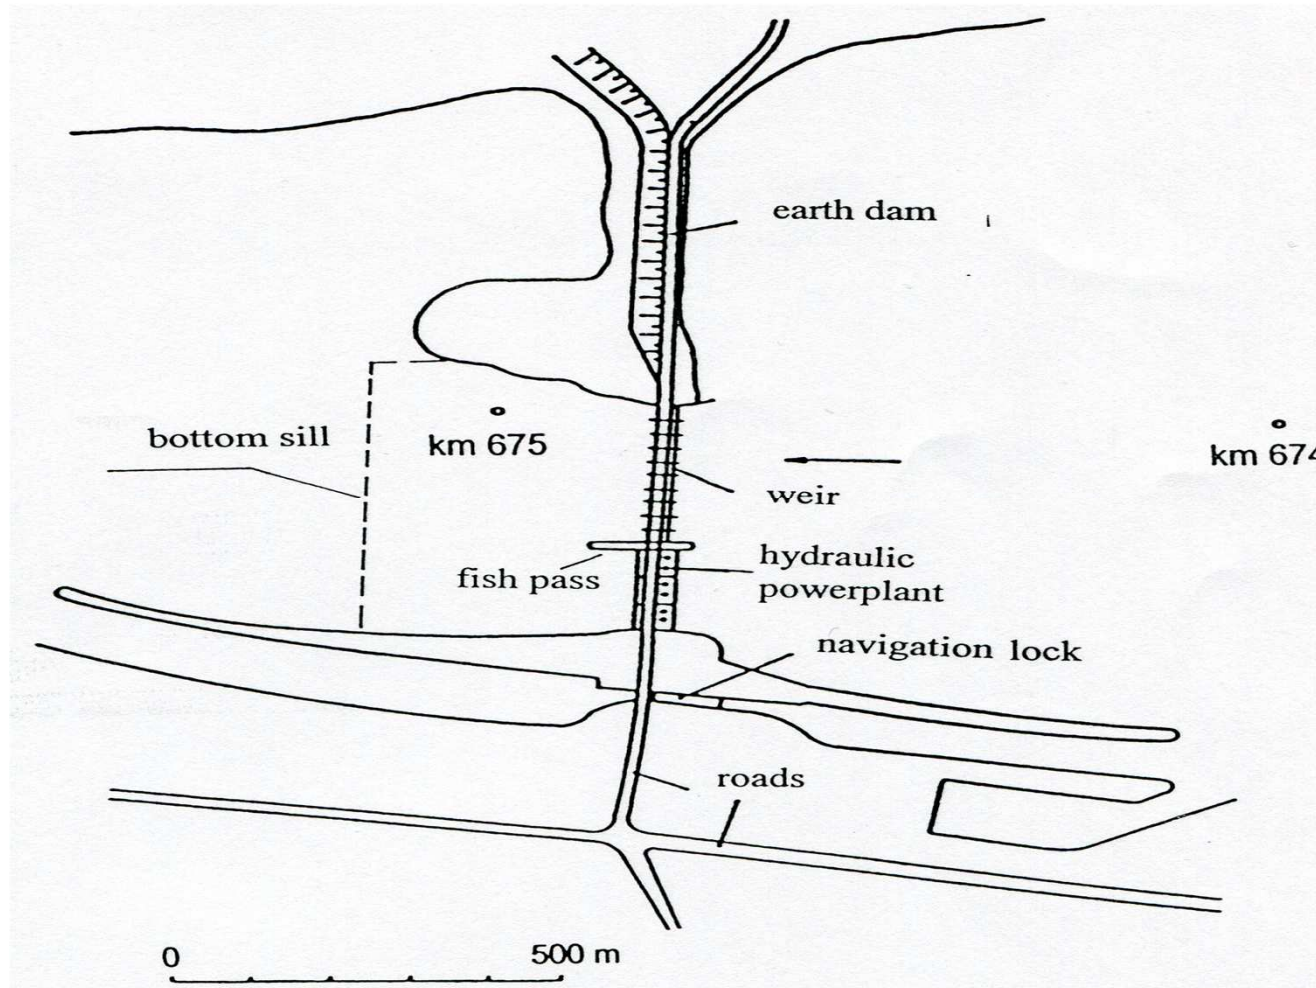 earth dam
bottom sill
km 675
km 674
weir
fish pass
hydraulic
powerplant
navigation lock
roads
0
500 m